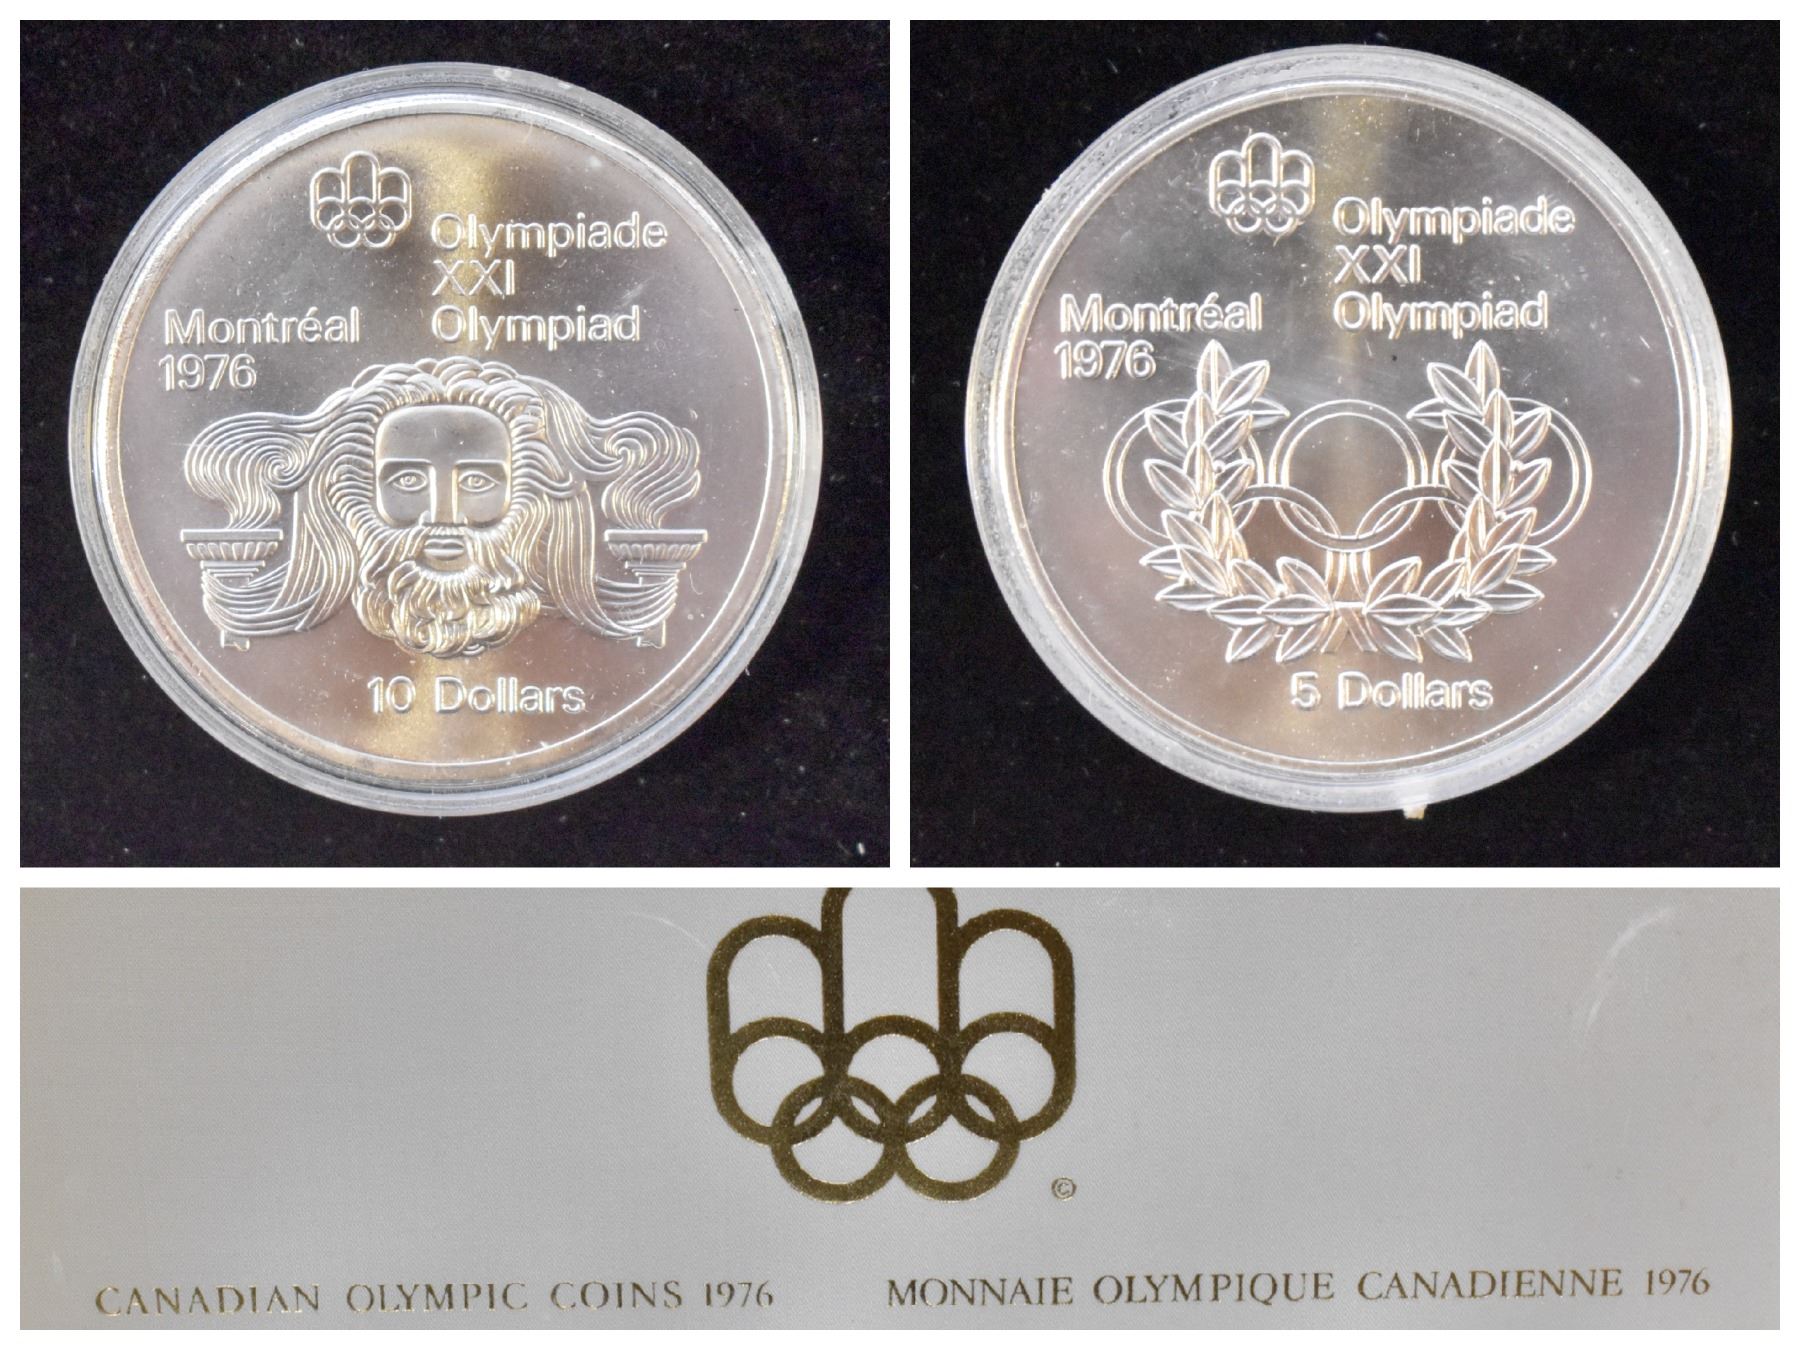 Olympiade
XXI
Olympiad
Montréal
1976
10 Dollars
Olympiade
XXI
Olympiad
Montréal
1976
5 Dollars
©
CANADIAN OLYMPIC COINS 1976
MONNAIE OLYMPIQUE CANADIENNE 1976